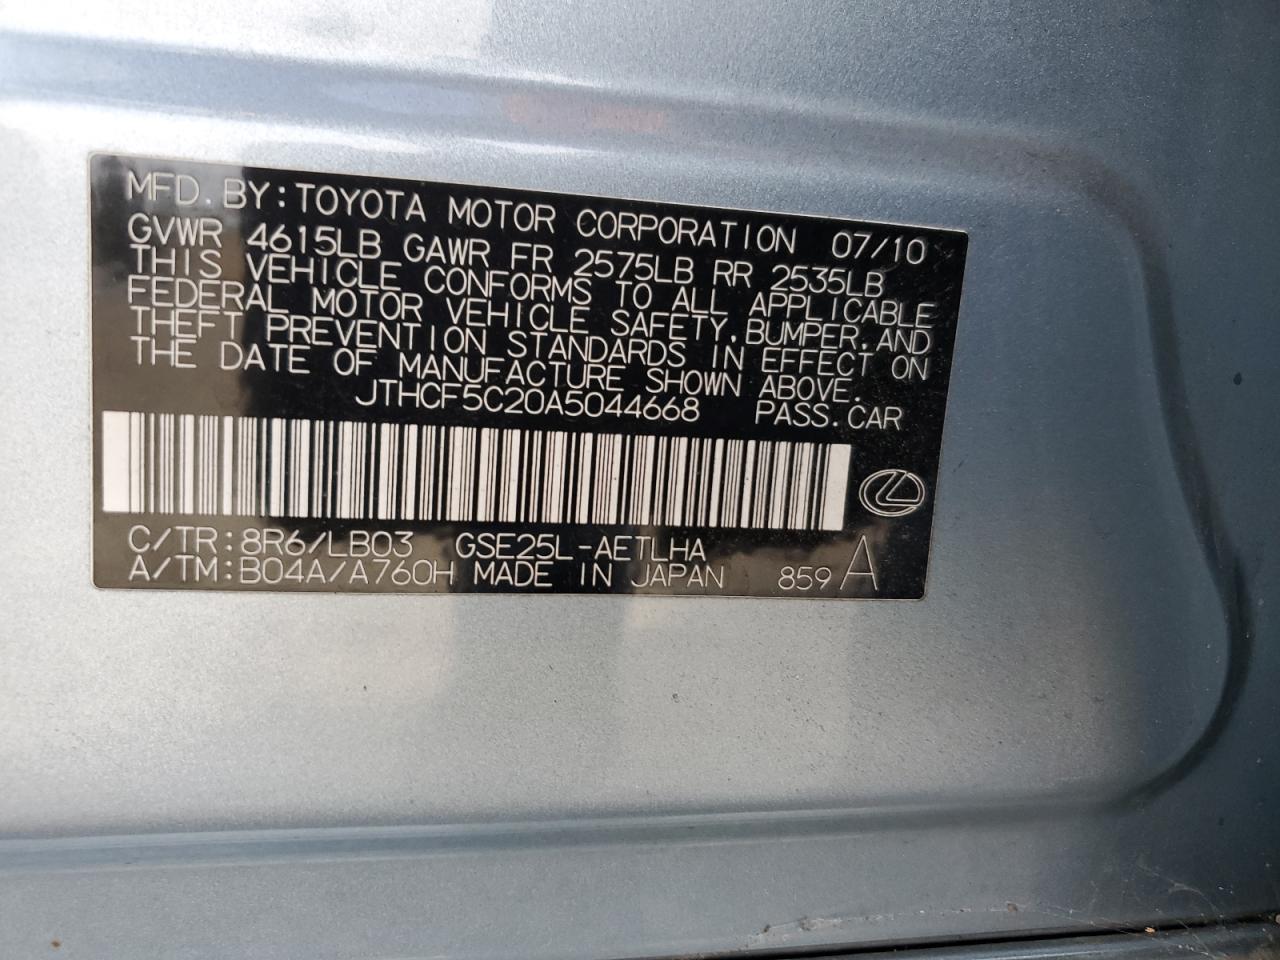 MFD. BY: TOYOTA MOTOR CORPORATION 07/10
GVWR 4615LB GAWR FR 2575LB RR 2535LB
THIS VEHICLE CONFORMS TO ALL APPLICABLE
FEDERAL MOTOR VEHICLE SAFETY, BUMPER, AND
THEFT PREVENTION STANDARDS IN EFFECT ON
THE DATE OF MANUFACTURE SHOWN ABOVE.
JTHCF5C20A5044668 PASS. CAR
C/TR: 8R6/LB03 GSE25L-AETLHA
A/TM: B04A/A760H MADE IN JAPAN 859 A